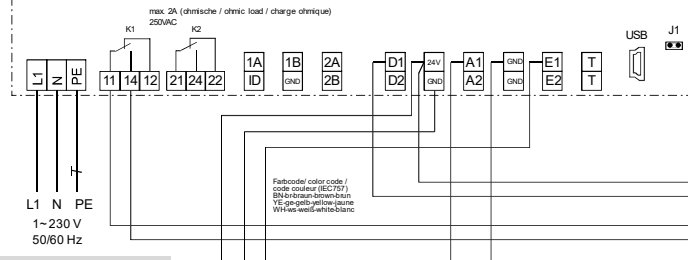 max. 2A (ohmische / ohmic load / charge ohmique)
250VAC
K1 K2
USB J1
L1 N PE
11 14 12 21 24 22
1A 1B 2A D1 24V A1 GND E1 T
ID GND 2B D2 A2 GND E2 T
Farbcode/ color code /
code couleur (IEC757)
BN-br-braun-brown-brun
YE-ge-gelb-yellow-jaune
WH-ws-weiß-white-blanc
L1 N PE
1~230 V
50/60 Hz